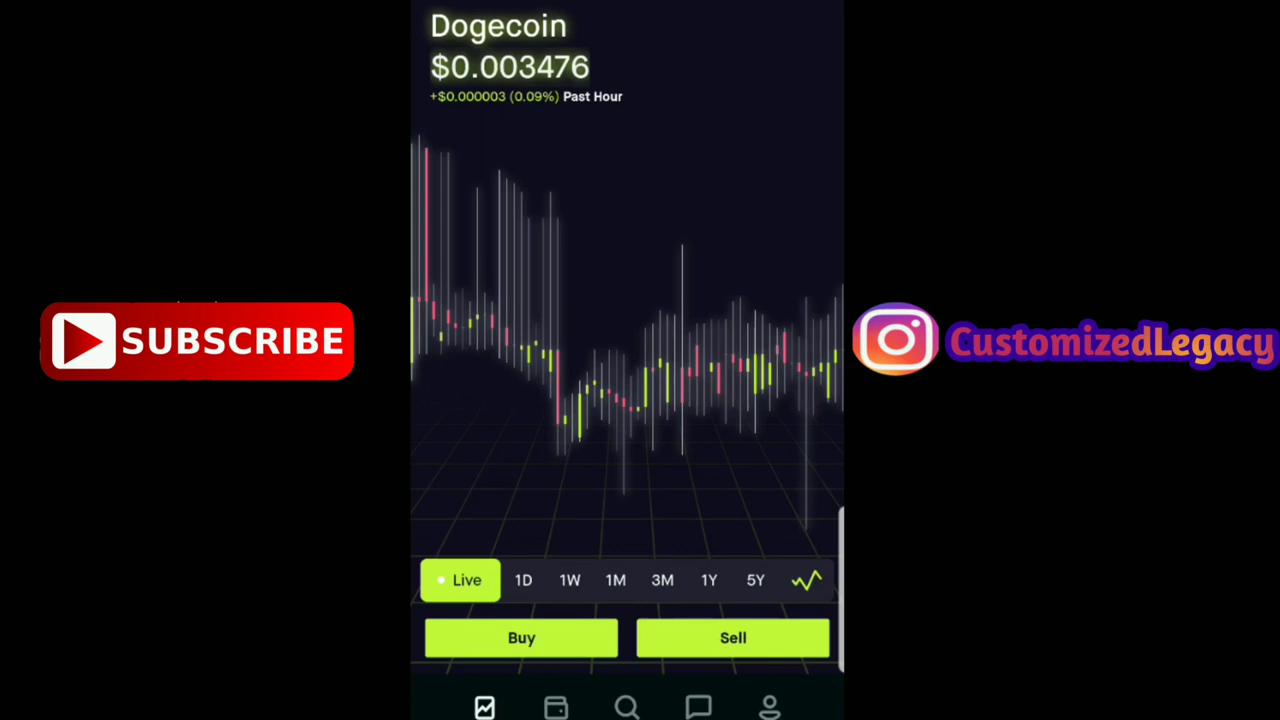 Dogecoin
$0.003476
+$0.000003 (0.09%) Past Hour
SUBSCRIBE
CustomizedLegacy
Live 1D 1W 1M 3M 1Y 5Y
Buy Sell